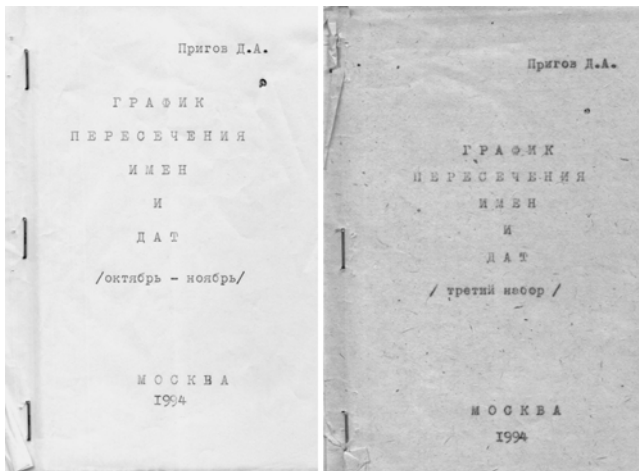 Пригов Д.А.
ГРАФИК
ПЕРЕСЕЧЕНИЯ
ИМЕН
И
ДАТ
/октябрь - ноябрь/
МОСКВА
1994
Пригов Д.А.
ГРАФИК
ПЕРЕСЕЧЕНИЯ
ИМЕН
И
ДАТ
/ третий набор /
МОСКВА
1994